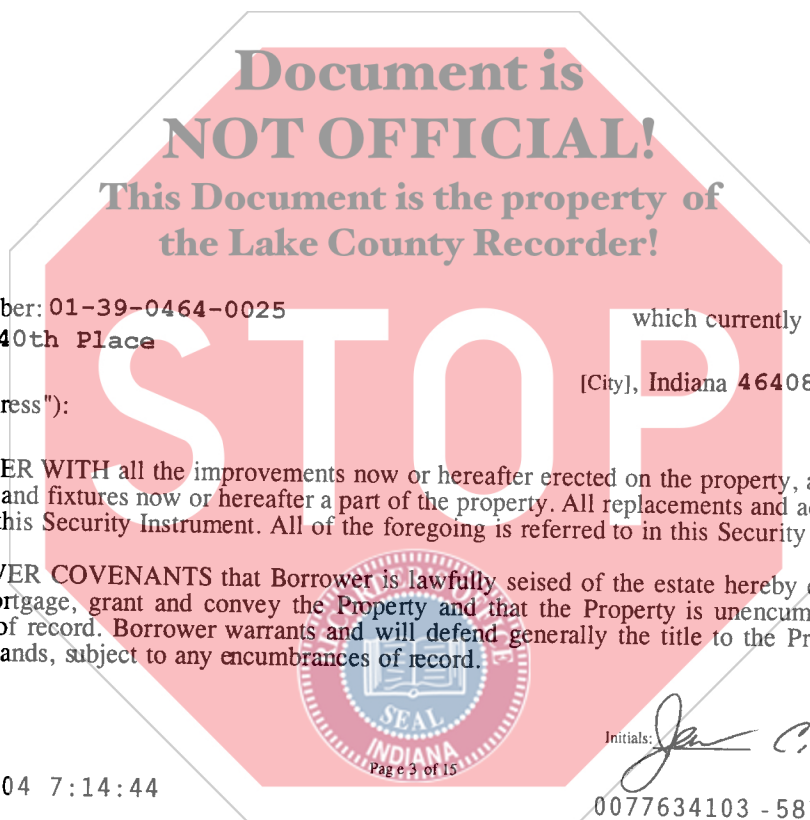 Document is
NOT OFFICIAL!
This Document is the property of
the Lake County Recorder!
ber: 01-39-0464-0025
which currently
40th Place
[City], Indiana 46408
ress"):
STOP
ER WITH all the improvements now or hereafter erected on the property, a
and fixtures now or hereafter a part of the property. All replacements and ad
this Security Instrument. All of the foregoing is referred to in this Security
VER COVENANTS that Borrower is lawfully seised of the estate hereby c
ortgage, grant and convey the Property and that the Property is unencum
of record. Borrower warrants and will defend generally the title to the Pr
ands, subject to any encumbrances of record.
SEAL
INDIANA
Initials:
Page 3 of 15
04 7:14:44
0077634103 - 58